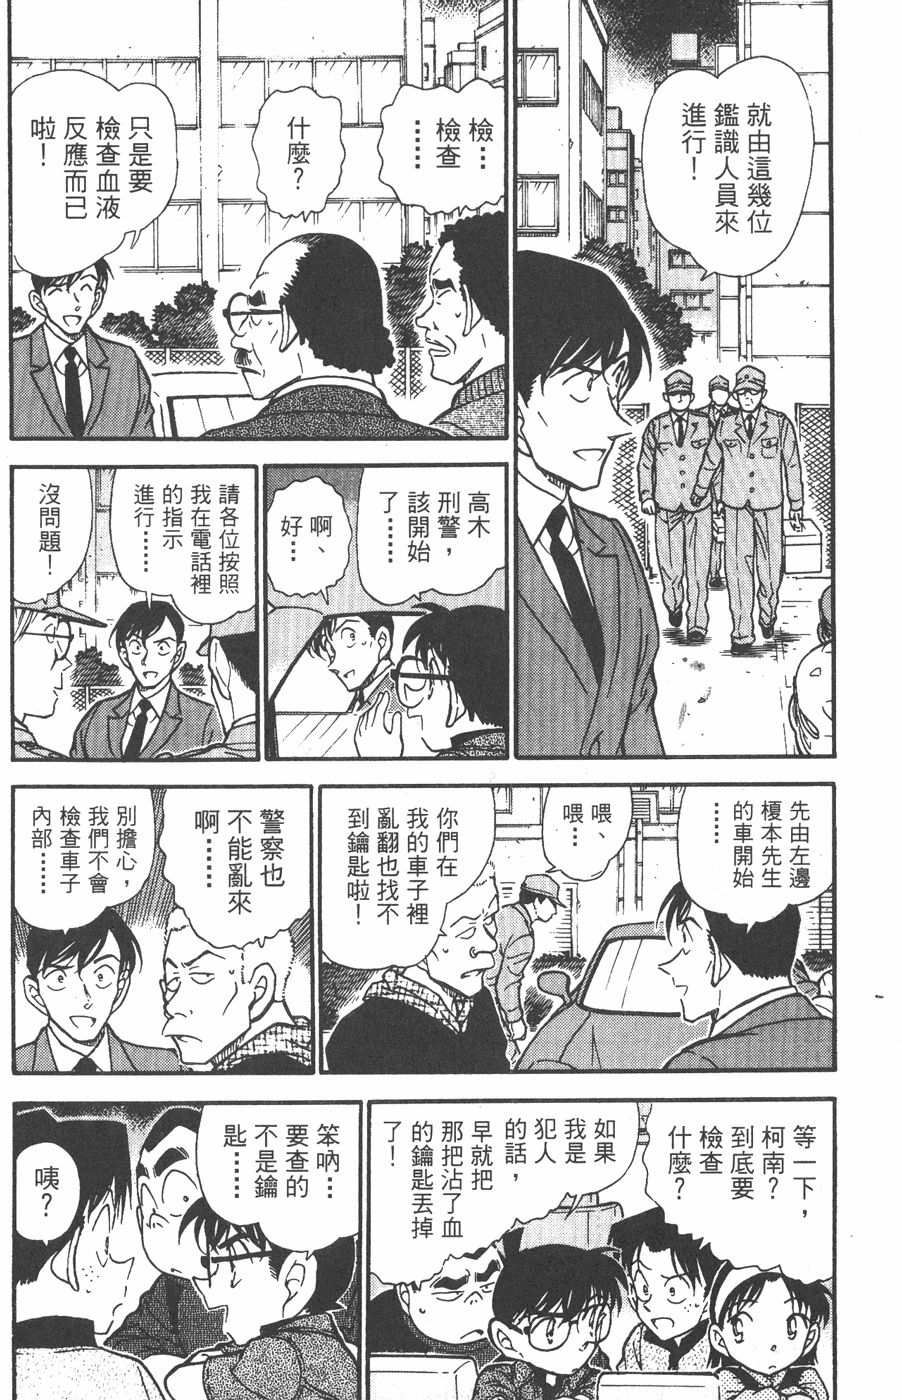 就由這幾位
鑑識人員來
進行！
檢…
…檢查
……
什麼？
只是要
檢查血液
反應而已
啦！
高木
刑警，
該開始
了……
啊、
好…
請各位按照
我在電話裡
的指示
進行……
沒問題！
先由左邊
榎本先生
的車開始
……
喂、
喂…
你們在
我的車子裡
亂翻也找不
到鑰匙啦！
警察也
不能亂來
啊……
別擔心，
我們不會
檢查車子
內部……
等一下，
柯南？
到底要
檢查
什麼？
如果
我是
犯人
的話，
早就把
那把沾了血
的鑰匙丟掉
了！
笨吶…
要查的
不是鑰
匙……
咦？